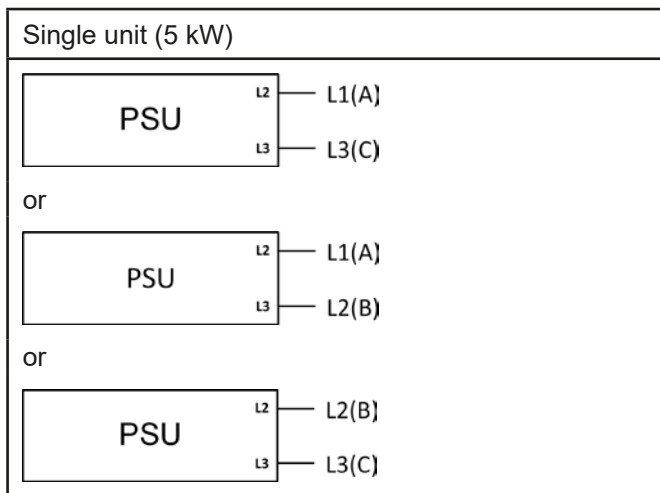 Single unit (5 kW)
L2 L1(A)
PSU
L3 L3(C)
or
L2 L1(A)
PSU
L3 L2(B)
or
L2 L2(B)
PSU
L3 L3(C)